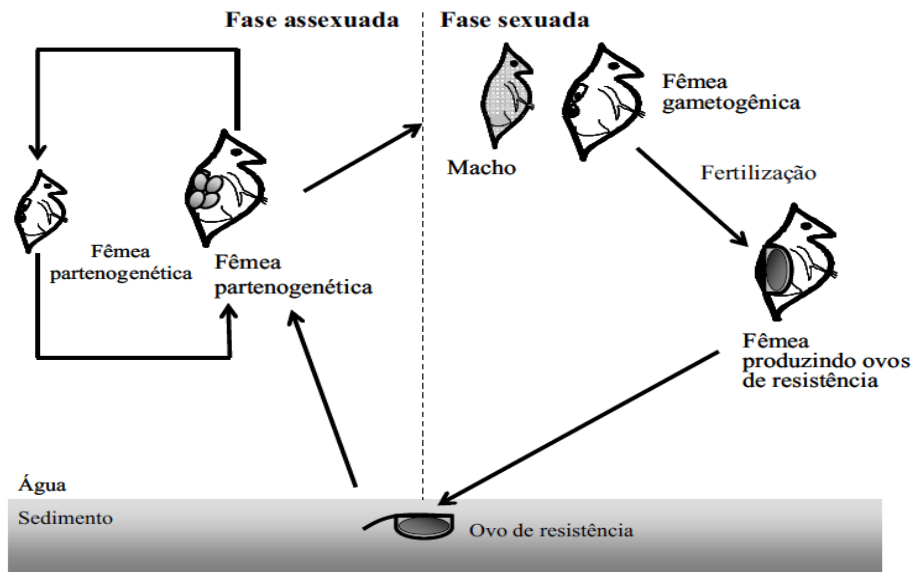 Fase assexuada
Fase sexuada
Fêmea
gametogênica
Macho
Fertilização
Fêmea
partenogenética
Fêmea
partenogenética
Fêmea
produzindo ovos
de resistência
Água
Sedimento
Ovo de resistência